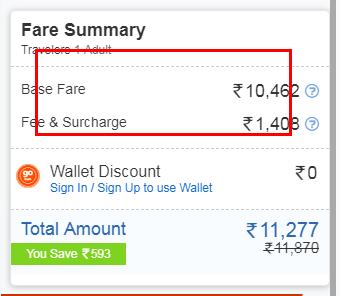 Fare Summary
Travelers 1 Adult
Base Fare ₹10,462 ?
Fee & Surcharge ₹1,408 ?
go
Wallet Discount ₹0
Sign In / Sign Up to use Wallet
Total Amount ₹11,277
You Save ₹593 ₹11,870